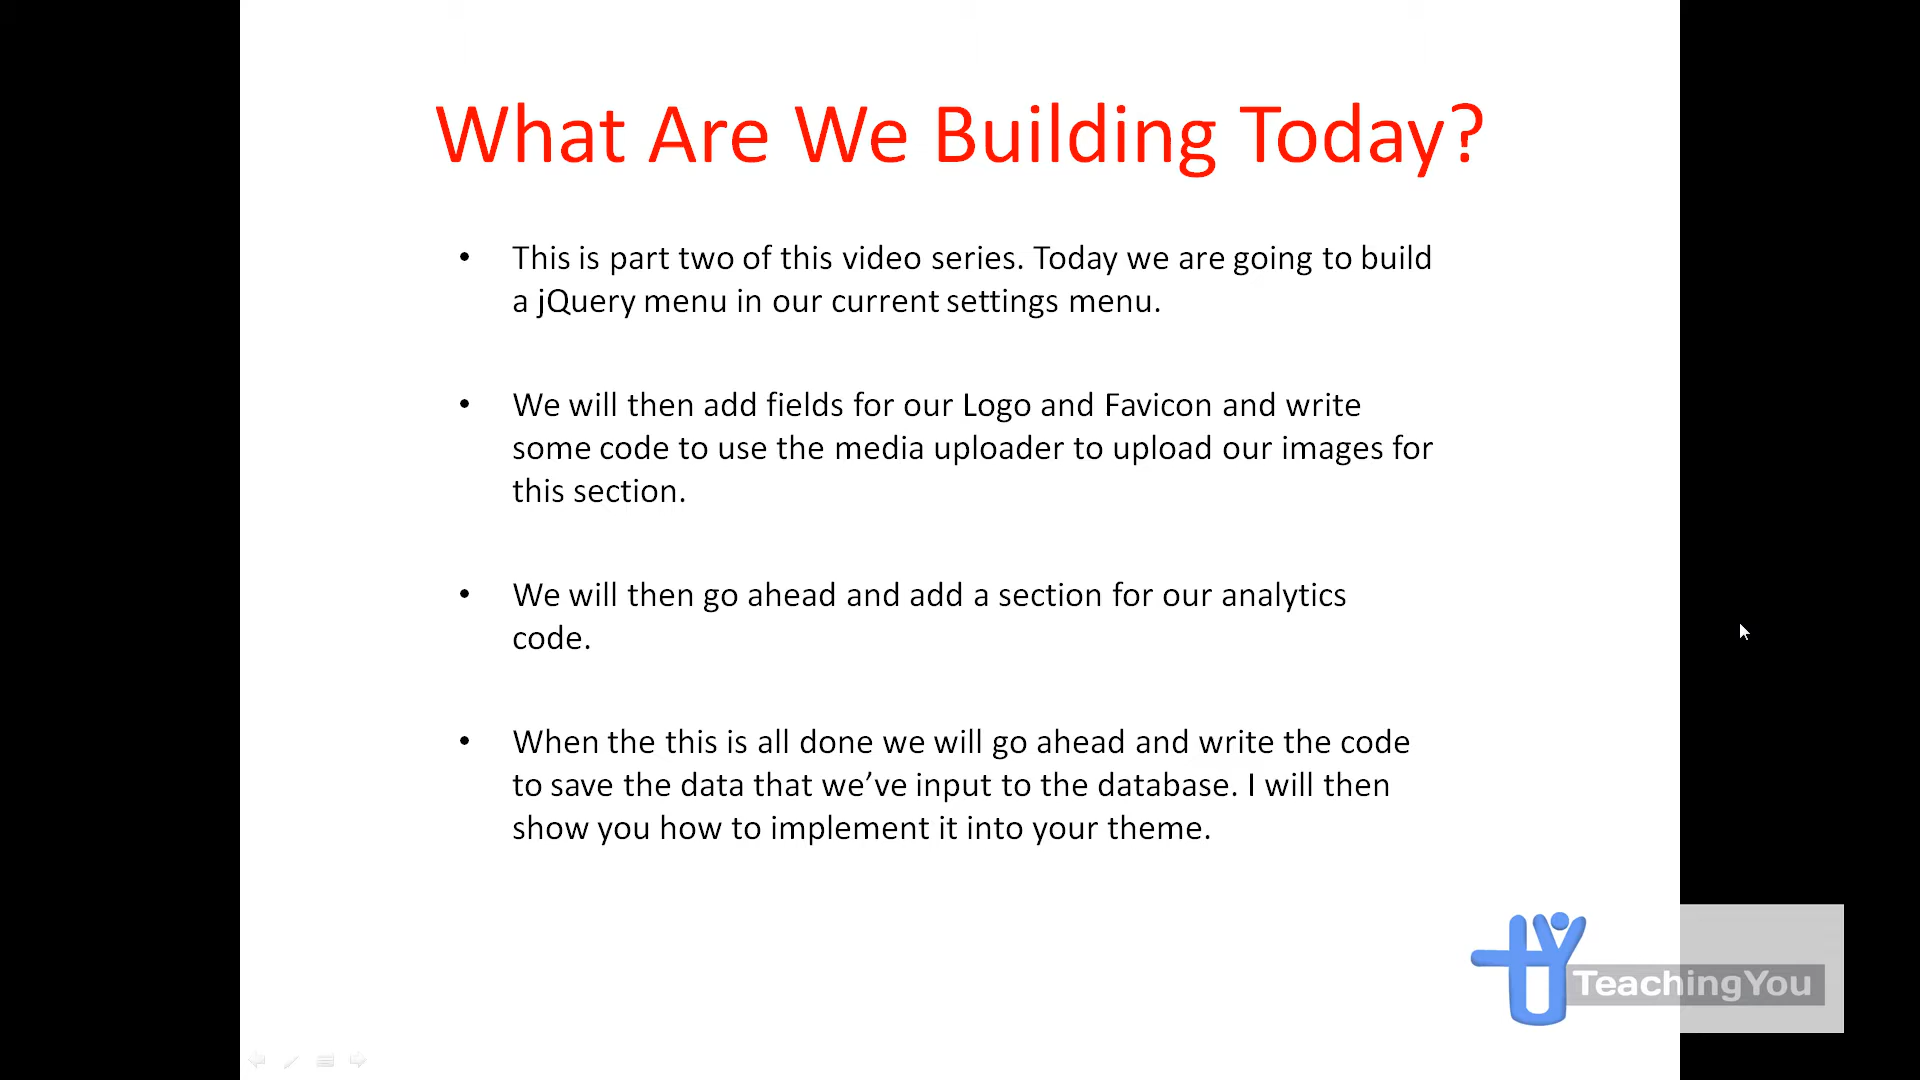 What Are We Building Today?
• This is part two of this video series. Today we are going to build
a jQuery menu in our current settings menu.
• We will then add fields for our Logo and Favicon and write
some code to use the media uploader to upload our images for
this section.
• We will then go ahead and add a section for our analytics
code.
• When the this is all done we will go ahead and write the code
to save the data that we’ve input to the database. I will then
show you how to implement it into your theme.
TeachingYou